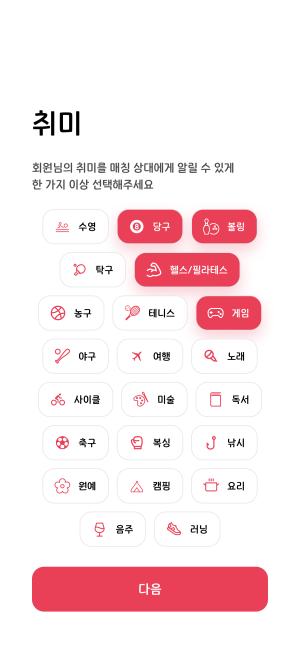 취미
회원님의 취미를 매칭 상대에게 알릴 수 있게
한 가지 이상 선택해주세요
수영 당구 볼링
탁구 헬스/필라테스
농구 테니스 게임
야구 여행 노래
사이클 미술 독서
축구 복싱 낚시
원예 캠핑 요리
음주 러닝
다음